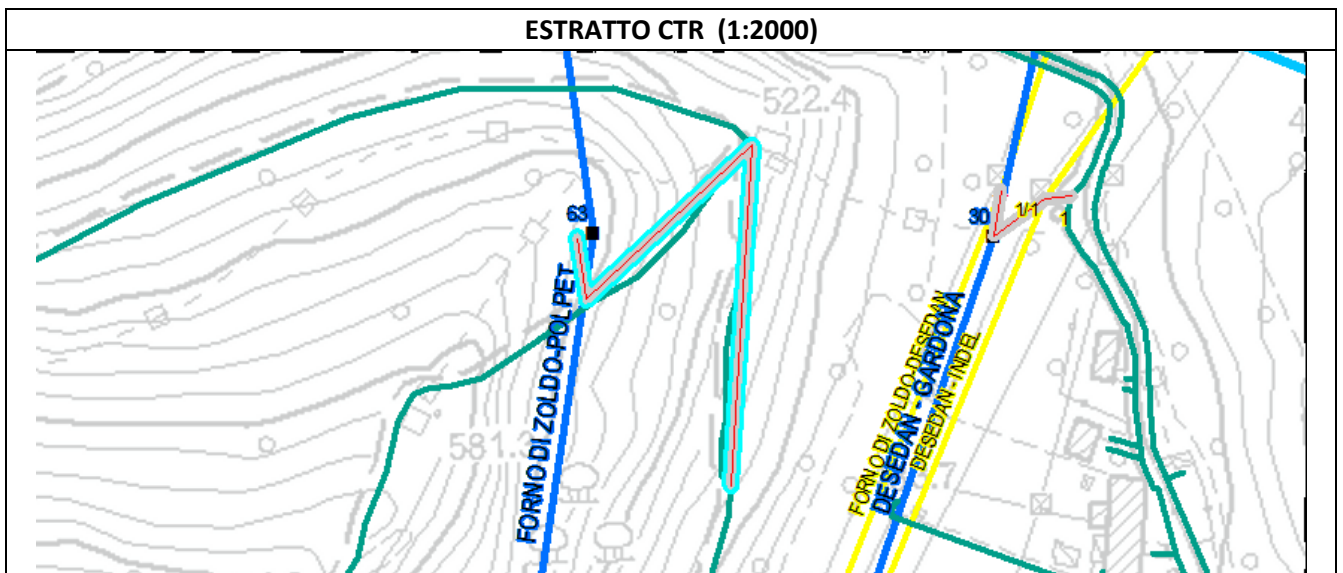 ESTRATTO CTR (1:2000)
522.4
63
30
1/1
1
FORNO DI ZOLDO-POLPET
FORNO DI ZOLDO-DESEDAN
DESEDAN - GARDONA
DESEDAN - INDEL